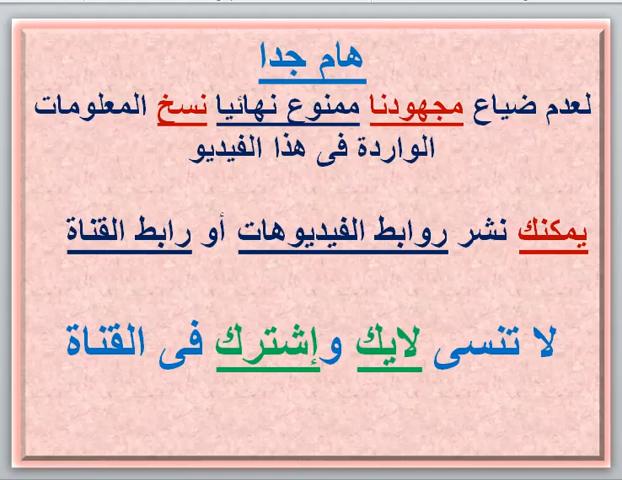 هام جدا
لعدم ضياع مجهودنا ممنوع نهائيا نسخ المعلومات
الواردة فى هذا الفيديو
يمكنك نشر روابط الفيديوهات أو رابط القناة
لا تنسى لايك وإشترك فى القناة